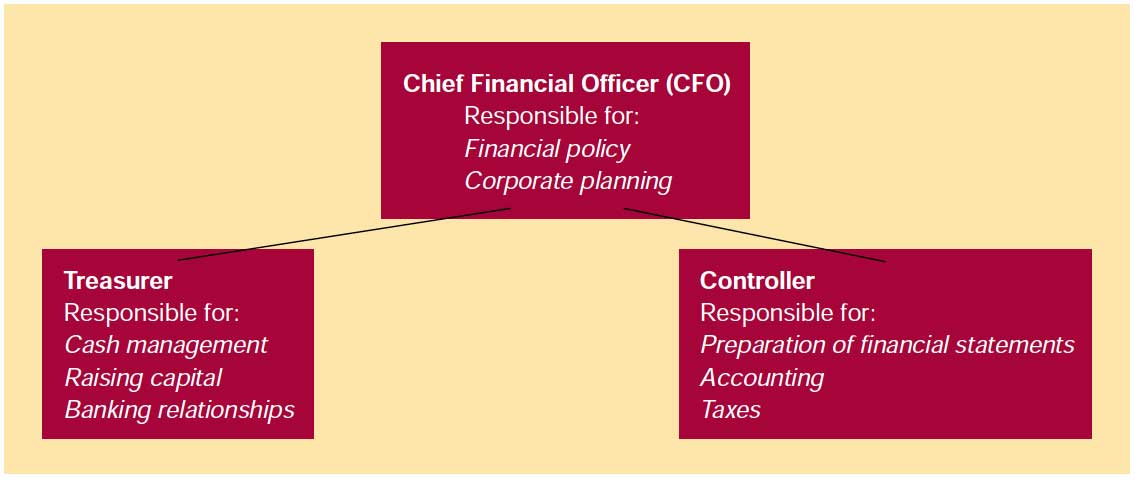 Chief Financial Officer (CFO)
Responsible for:
Financial policy
Corporate planning
Treasurer
Responsible for:
Cash management
Raising capital
Banking relationships
Controller
Responsible for:
Preparation of financial statements
Accounting
Taxes